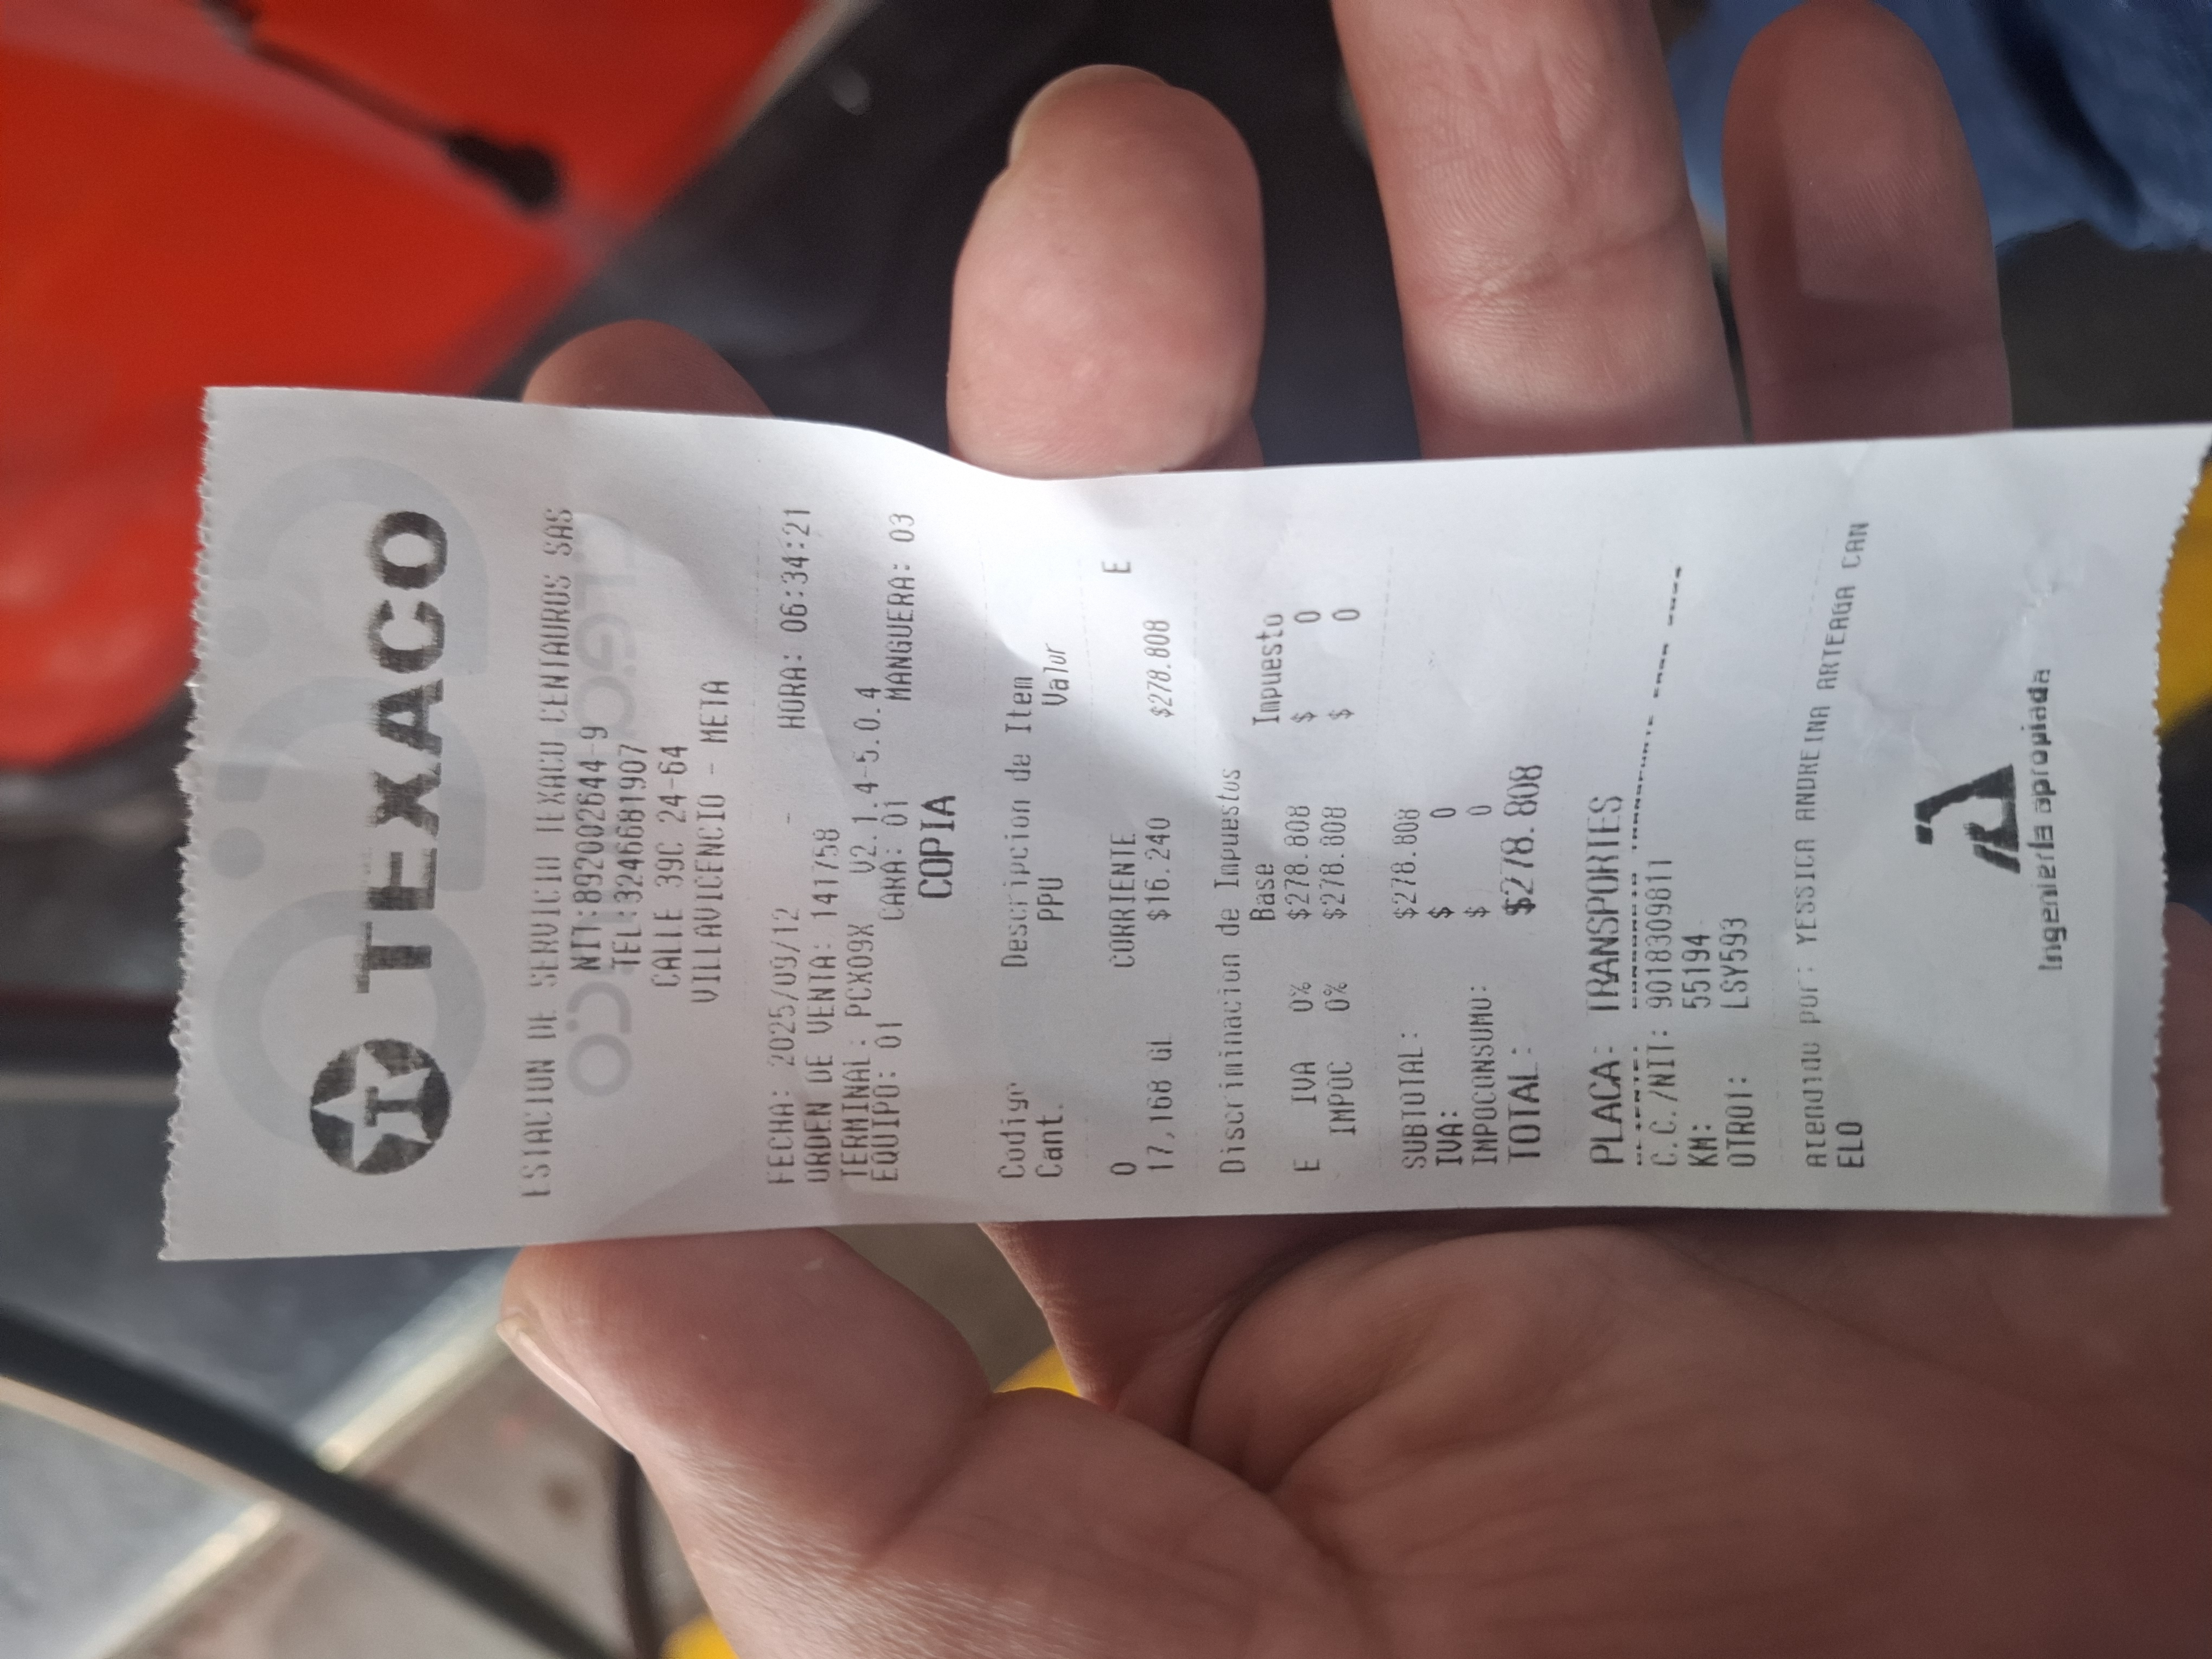 TEXACO
ESTACION DE SERVICIO TEXACO CENTAUROS SAS
NIT:892002644-9
TEL:3246681907
CALLE 39C 24-64
VILLAVICENCIO - META
FECHA: 2025/09/12 - HORA: 06:34:21
ORDEN DE VENTA: 141758
TERMINAL: PCX09X V2.1.4-5.0.4
EQUIPO: 01 CARA: 01 MANGUERA: 03
COPIA
Codigo Descripcion de Item
Cant. PPU Valor
0 CORRIENTE E
17,168 GL $16.240 $278.808
Discriminacion de Impuestos
Base Impuesto
E IVA 0% $278.808 $ 0
IMPOC 0% $278.808 $ 0
SUBTOTAL: $278.808
IVA: $ 0
IMPOCONSUMO: $ 0
TOTAL: $278.808
PLACA: TRANSPORTES
C.C./NIT: 9018309811
KM: 55194
OTRO1: LSY593
Atendido por: YESSICA ANDREINA ARTEAGA CAN
ELO
Ingeniería apropiada